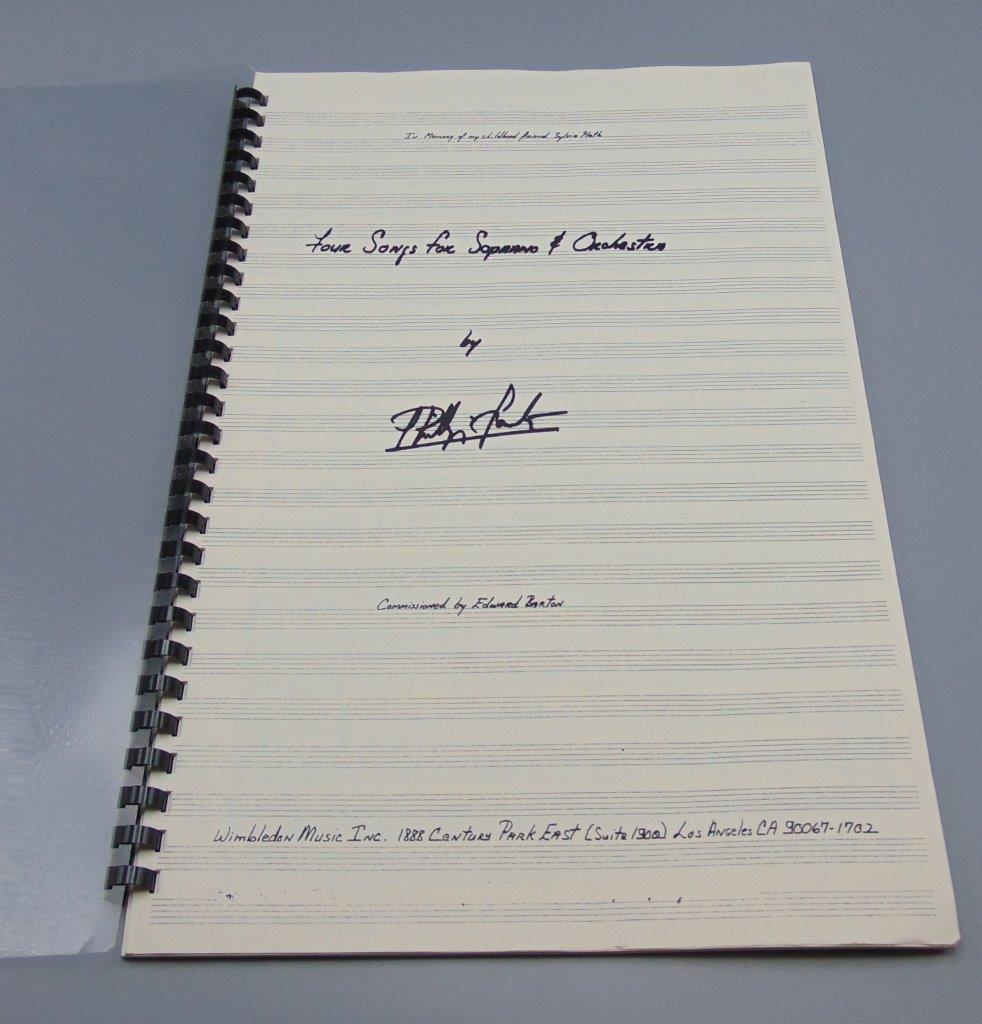 In Memory of my childhood friend Sylvia Plath
Four Songs for Soprano & Orchestra
by
Commissioned by Edward Barton
Wimbleden Music Inc. 1888 Century Park East (Suite 1900) Los Angeles CA 90067-1702